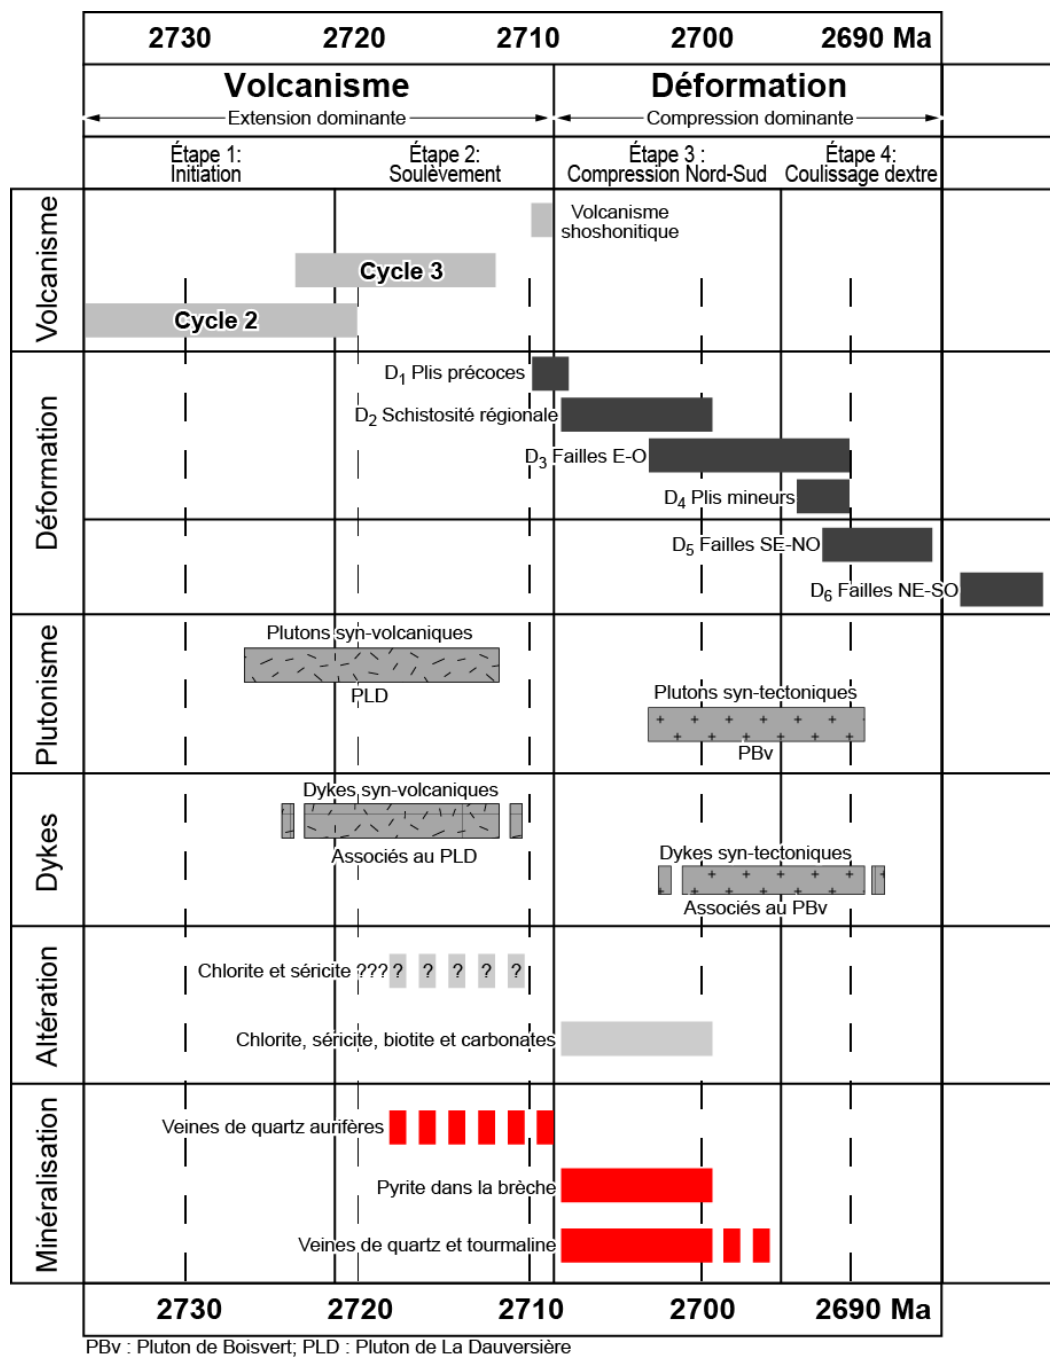 2730 2720 2710 2700 2690 Ma
Volcanisme Déformation
Extension dominante Compression dominante
Étape 1: Étape 2: Étape 3 : Étape 4:
Initiation Soulèvement Compression Nord-Sud Coulissage dextre
Volcanisme
Volcanisme
shoshonitique
Cycle 3
Cycle 2
Déformation
D1 Plis précoces
D2 Schistosité régionale
D3 Failles E-O
D4 Plis mineurs
D5 Failles SE-NO
D6 Failles NE-SO
Plutonisme
Plutons syn-volcaniques
PLD
Plutons syn-tectoniques
PBv
Dykes
Dykes syn-volcaniques
Associés au PLD
Dykes syn-tectoniques
Associés au PBv
Altération
Chlorite et séricite ??? ? ? ? ? ?
Chlorite, séricite, biotite et carbonates
Minéralisation
Veines de quartz aurifères
Pyrite dans la brèche
Veines de quartz et tourmaline
2730 2720 2710 2700 2690 Ma
PBv : Pluton de Boisvert; PLD : Pluton de La Dauversière